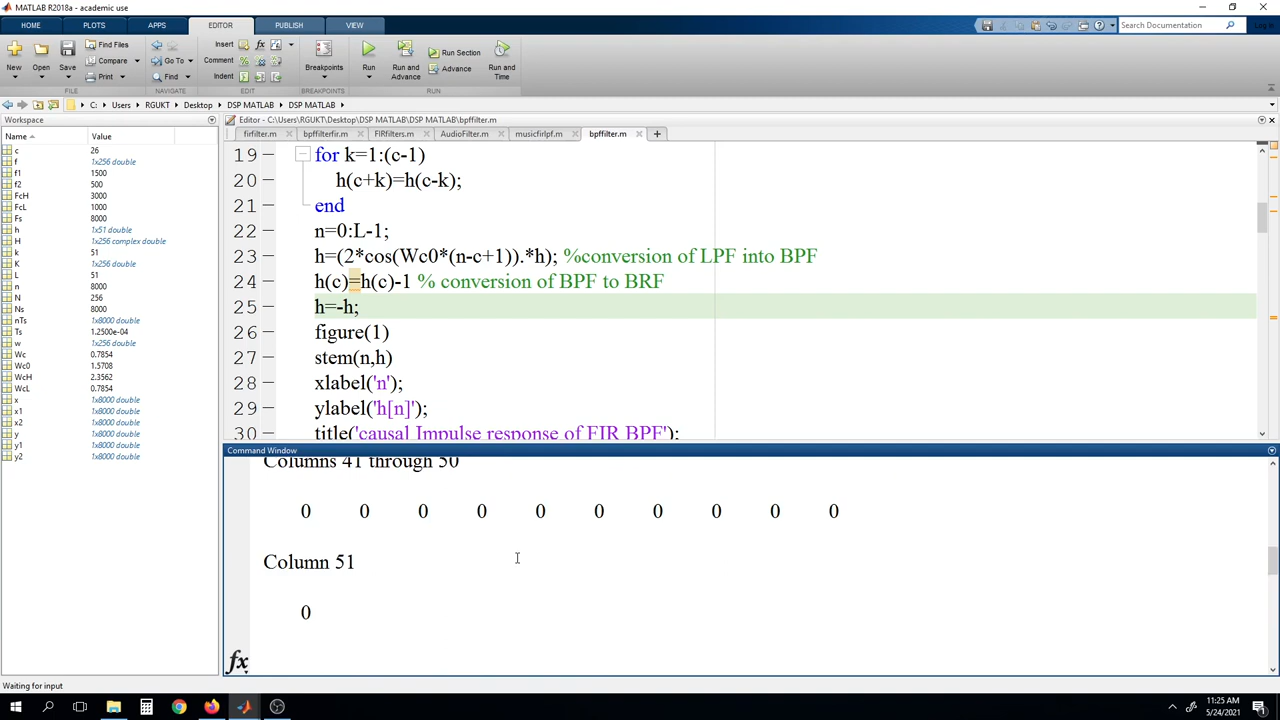 MATLAB R2018a - academic use
HOME PLOTS APPS EDITOR PUBLISH VIEW
Search Documentation
New Open Save Find Files Compare Print
Go To Find
Insert fx
Comment
Indent
Breakpoints
Run Run and Advance Run Section Advance Run and Time
FILE NAVIGATE EDIT BREAKPOINTS RUN
C: Users RGUKT Desktop DSP MATLAB DSP MATLAB
Workspace
Name Value
c 26
f 1x256 double
f1 1500
f2 500
FcH 3000
FcL 1000
Fs 8000
h 1x51 double
H 1x256 complex double
k 51
K 1x256 double
L 51
n 8000
N 256
Ns 8000
nTs 1x8000 double
Ts 1.2500e-04
w 1x256 double
Wc 0.7854
Wc0 1.5708
WcH 2.3562
WcL 0.7854
x 1x8000 double
x1 1x8000 double
x2 1x8000 double
y 1x8000 double
y1 1x8000 double
y2 1x8000 double
Editor - C:\Users\RGUKT\Desktop\DSP MATLAB\DSP MATLAB\bpffilter.m
firfilter.m bpffilterfir.m FIRfilters.m AudioFilter.m musicfirlpf.m bpffilter.m
19 for k=1:(c-1)
20 h(c+k)=h(c-k);
21 end
22 n=0:L-1;
23 h=(2*cos(Wc0*(n-c+1)).*h); %conversion of LPF into BPF
24 h(c)=h(c)-1 % conversion of BPF to BRF
25 h=-h;
26 figure(1)
27 stem(n,h)
28 xlabel('n');
29 ylabel('h[n]');
30 title('causal Impulse response of FIR BPF');
Command Window
Columns 41 through 50
0 0 0 0 0 0 0 0 0 0
Column 51
0
fx
Waiting for input
11:25 AM
5/24/2021